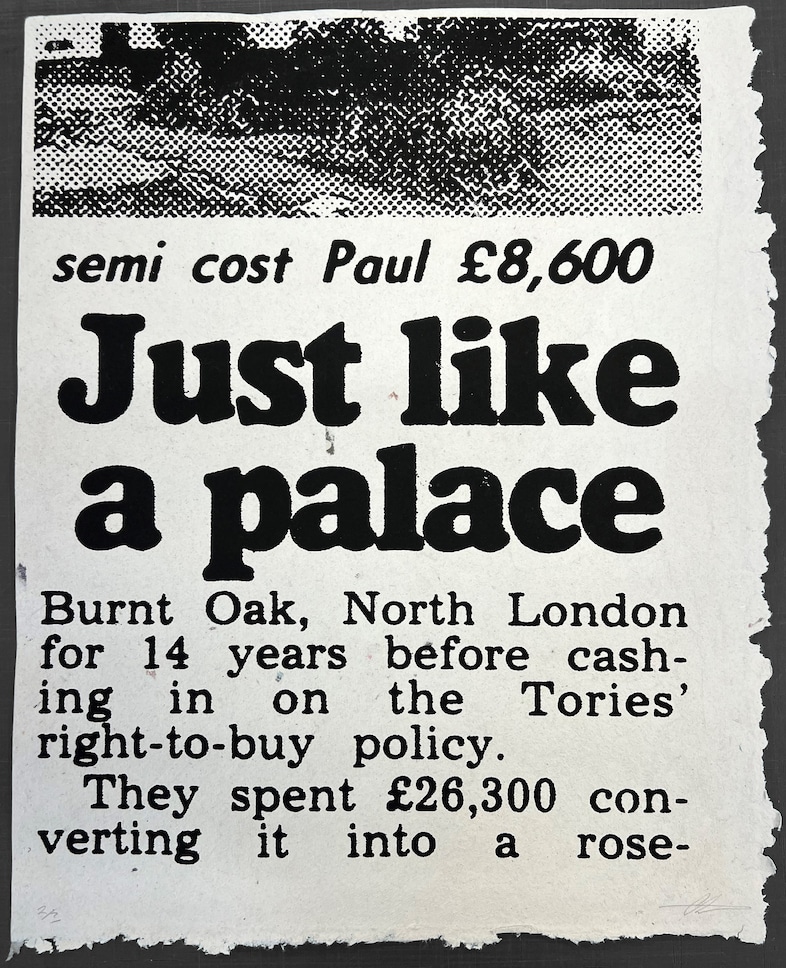 semi cost Paul £8,600
Just like
a palace
Burnt Oak, North London
for 14 years before cash-
ing in on the Tories'
right-to-buy policy.
They spent £26,300 con-
verting it into a rose-